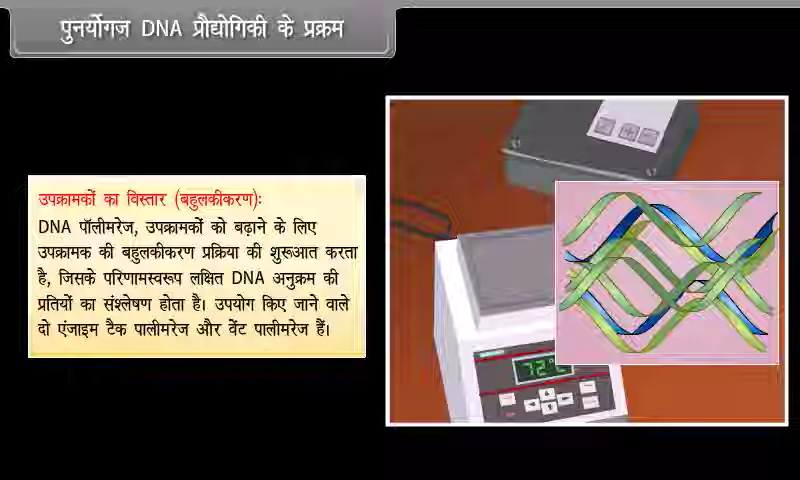 पुनर्योगज DNA प्रौद्योगिकी के प्रक्रम
उपक्रामकों का विस्तार (बहुलकीकरण):
DNA पॉलीमरेज, उपक्रामकों को बढ़ाने के लिए
उपक्रामक की बहुलकीकरण प्रक्रिया की शुरूआत करता
है, जिसके परिणामस्वरूप लक्षित DNA अनुक्रम की
प्रतियों का संश्लेषण होता है। उपयोग किए जाने वाले
दो एंजाइम टैक पालीमरेज और वेंट पालीमरेज हैं।
72°C